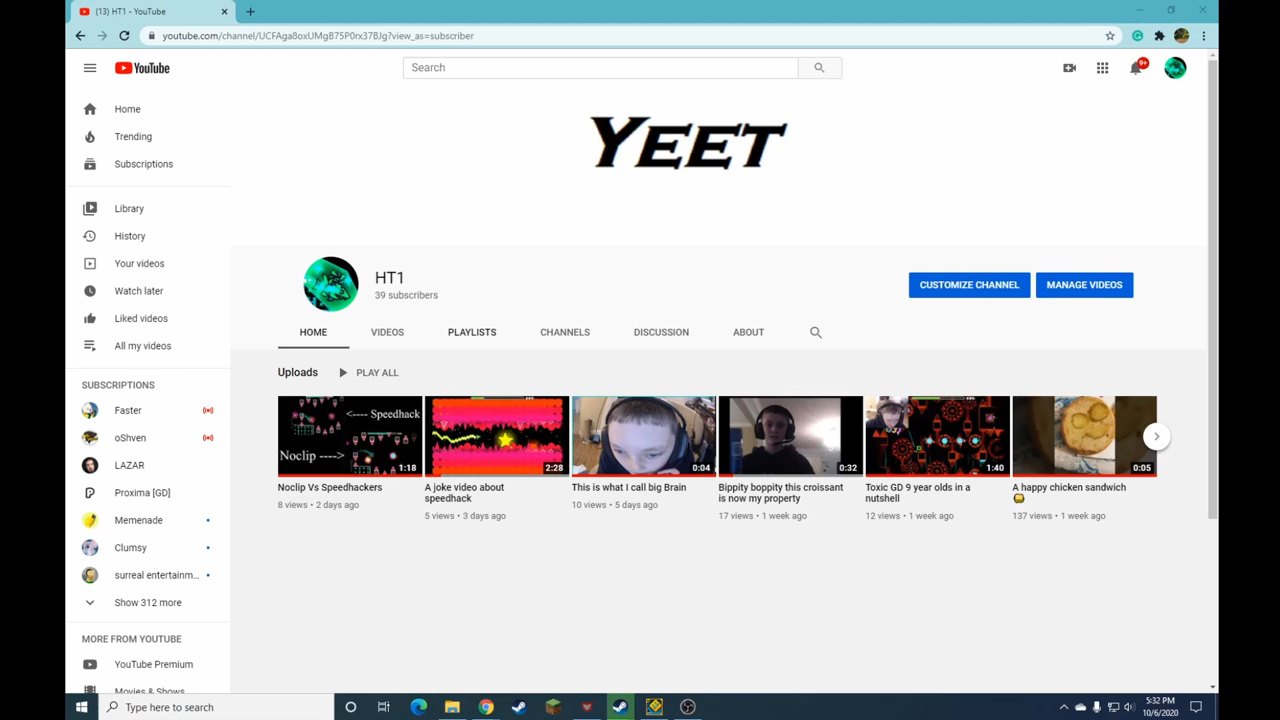 (13) HT1 - YouTube
youtube.com/channel/UCFAga8oxUMgB75P0rx37BJg?view_as=subscriber
YouTube
Search
9+
Home
Trending
Subscriptions
Library
History
Your videos
Watch later
Liked videos
All my videos
SUBSCRIPTIONS
Faster
oShven
LAZAR
Proxima [GD]
Memenade
Clumsy
surreal entertainm...
Show 312 more
MORE FROM YOUTUBE
YouTube Premium
Movies & Shows
YEET
HT1
39 subscribers
CUSTOMIZE CHANNEL
MANAGE VIDEOS
HOME
VIDEOS
PLAYLISTS
CHANNELS
DISCUSSION
ABOUT
Uploads
PLAY ALL
<---- Speedhack
Noclip ---->
1:18
Noclip Vs Speedhackers
8 views • 2 days ago
2:28
A joke video about
speedhack
5 views • 3 days ago
0:04
This is what I call big Brain
10 views • 5 days ago
0:32
Bippity boppity this croissant
is now my property
17 views • 1 week ago
1:40
Toxic GD 9 year olds in a
nutshell
12 views • 1 week ago
0:05
A happy chicken sandwich
137 views • 1 week ago
Type here to search
5:32 PM
10/6/2020